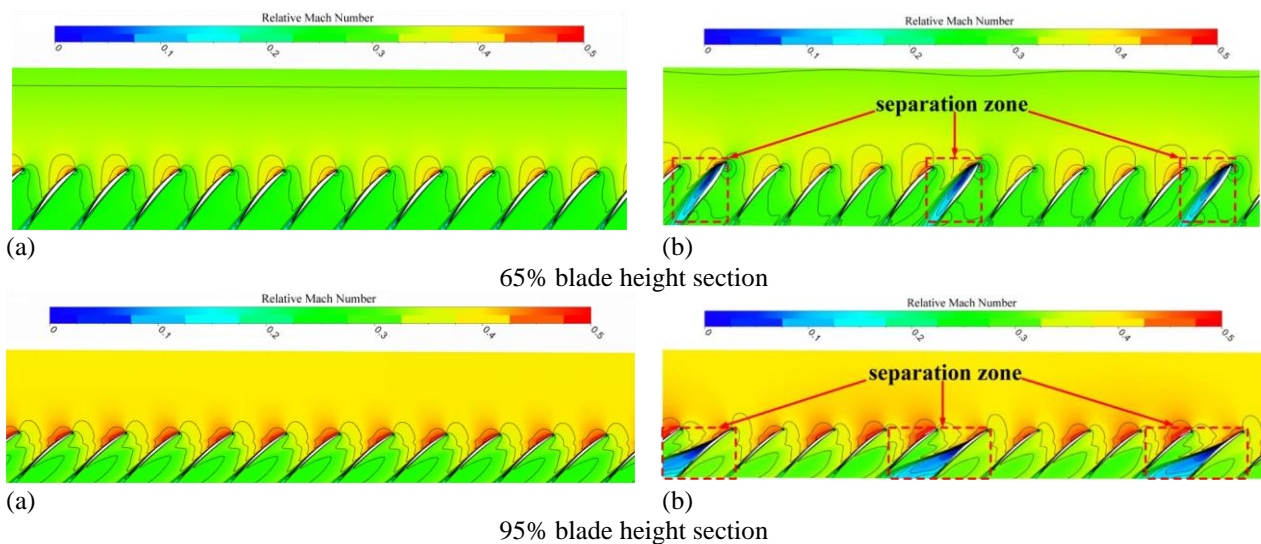 Relative Mach Number
0 0.1 0.2 0.3 0.4 0.5
Relative Mach Number
0 0.1 0.2 0.3 0.4 0.5
separation zone
(a)
(b)
65% blade height section
Relative Mach Number
0 0.1 0.2 0.3 0.4 0.5
Relative Mach Number
0 0.1 0.2 0.3 0.4 0.5
separation zone
(a)
(b)
95% blade height section